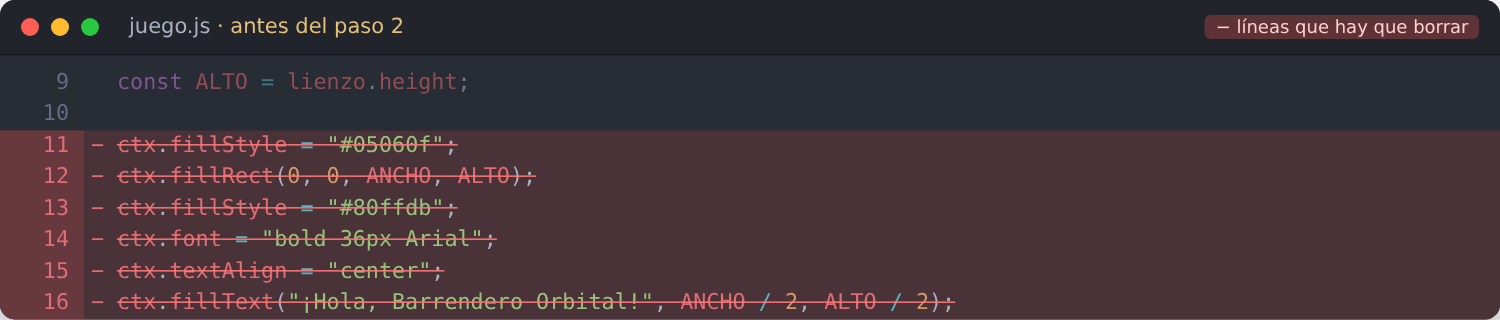 juego.js · antes del paso 2
− líneas que hay que borrar
9 const ALTO = lienzo.height;
10
11 − ctx.fillStyle = "#05060f";
12 − ctx.fillRect(0, 0, ANCHO, ALTO);
13 − ctx.fillStyle = "#80ffdb";
14 − ctx.font = "bold 36px Arial";
15 − ctx.textAlign = "center";
16 − ctx.fillText("¡Hola, Barrendero Orbital!", ANCHO / 2, ALTO / 2);